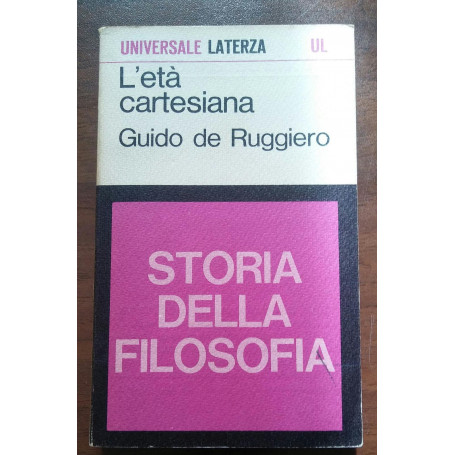 UNIVERSALE LATERZA UL
L'età
cartesiana
Guido de Ruggiero
STORIA
DELLA
FILOSOFIA